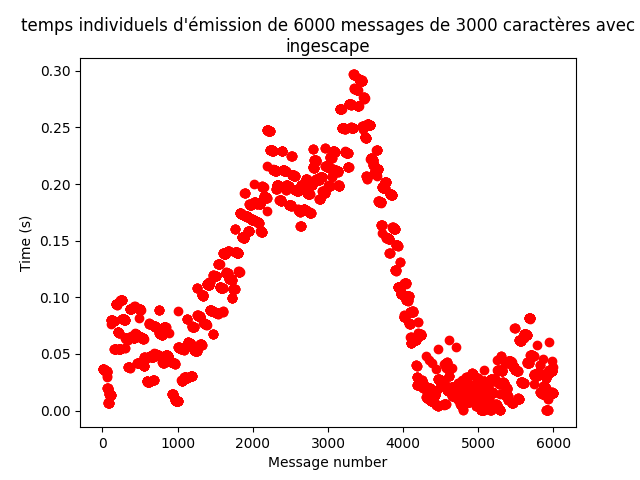 temps individuels d'émission de 6000 messages de 3000 caractères avec
ingescape
0.30
0.25
0.20
0.15
0.10
0.05
0.00
Time (s)
0 1000 2000 3000 4000 5000 6000
Message number